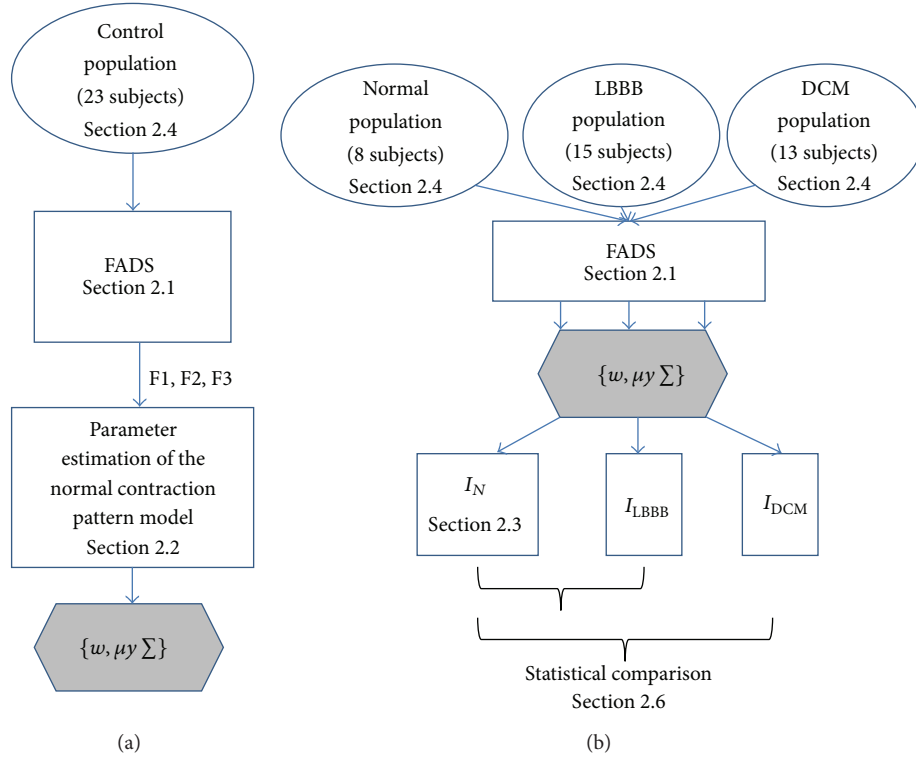 Control
population
(23 subjects)
Section 2.4
FADS
Section 2.1
F1, F2, F3
Parameter
estimation of the
normal contraction
pattern model
Section 2.2
{w, μy ∑}
(a)
Normal
population
(8 subjects)
Section 2.4
LBBB
population
(15 subjects)
Section 2.4
DCM
population
(13 subjects)
Section 2.4
FADS
Section 2.1
{w, μy ∑}
I_N
Section 2.3
I_LBBB
I_DCM
Statistical comparison
Section 2.6
(b)